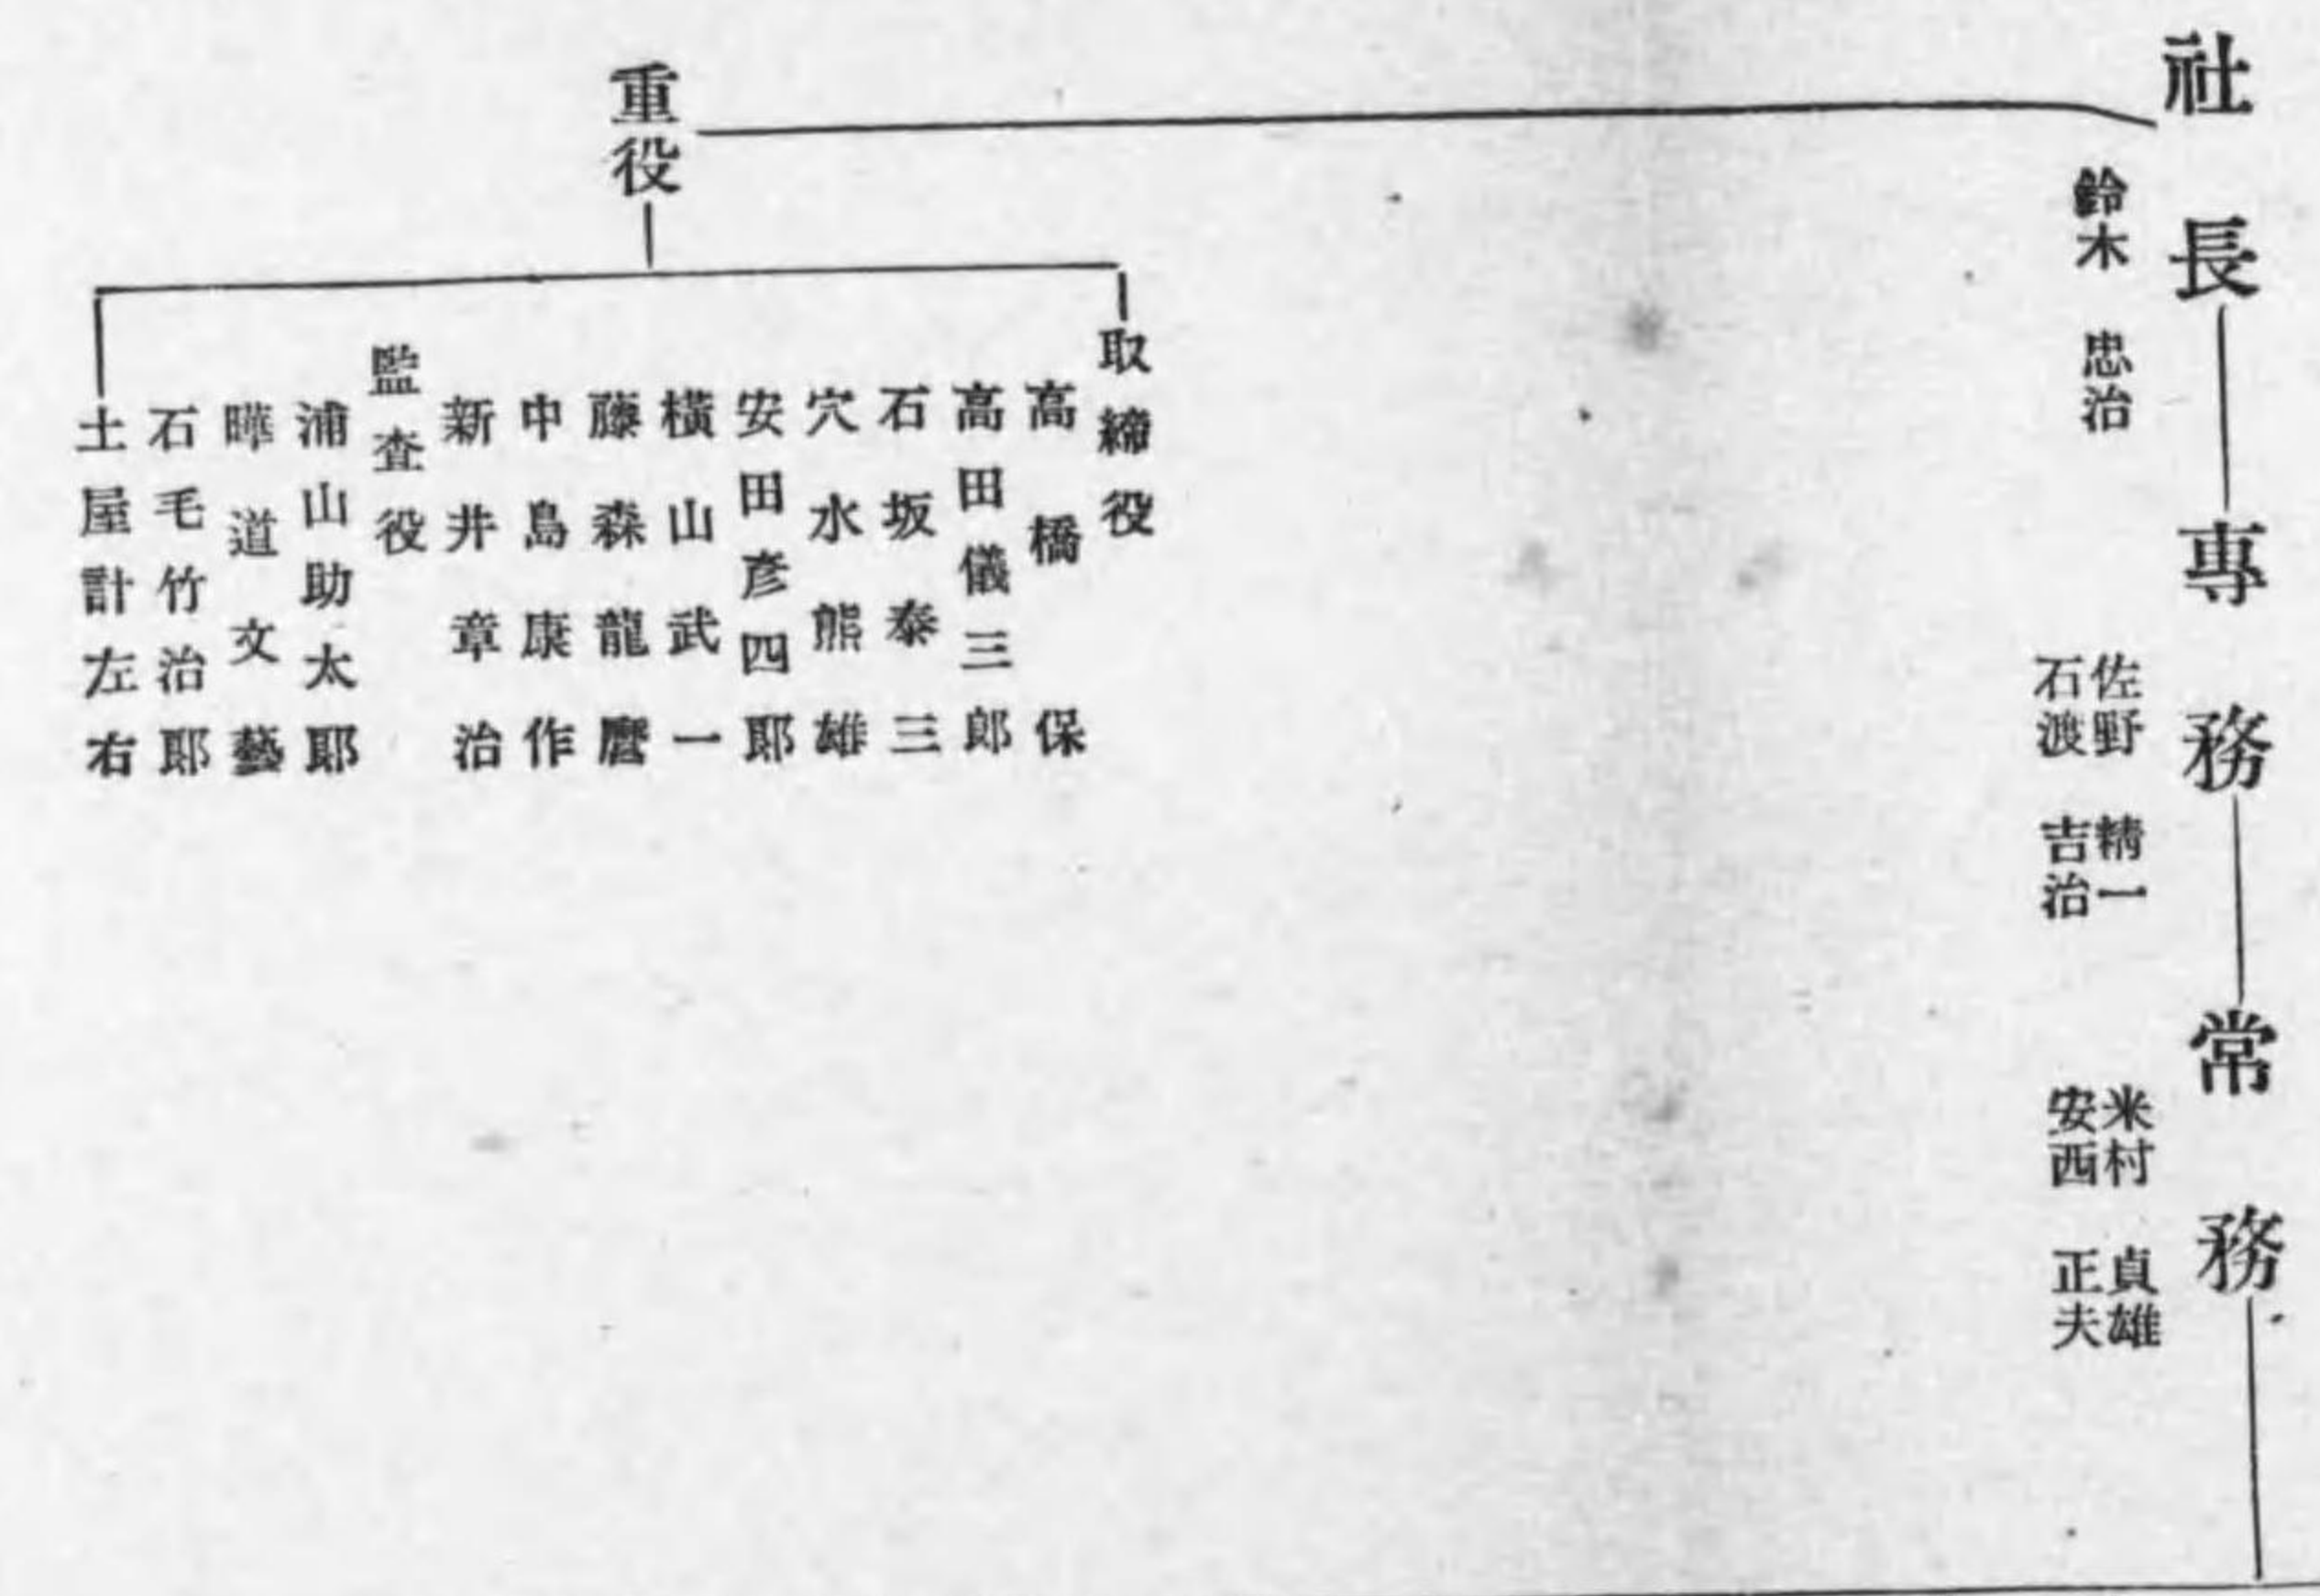 社長
鈴木 忠治
專務
佐野 精一
石渡 吉治
常務
米村 貞雄
安西 正夫
重役
取締役
高橋保
高田儀三郎
石坂泰三
穴水熊雄
安田彦四郎
横山武一
藤森龍麿
中島康作
新井章治
監査役
浦山助太郎
曄道文藝
石毛竹治郎
土屋計左右